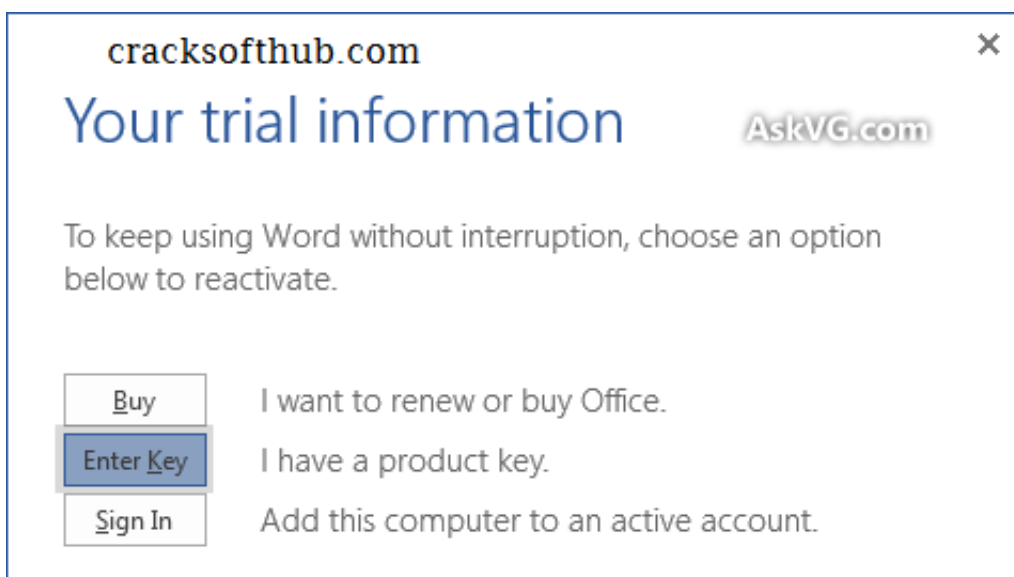 cracksofthub.com
Your trial information
AskVG.com
To keep using Word without interruption, choose an option
below to reactivate.
Buy I want to renew or buy Office.
Enter Key I have a product key.
Sign In Add this computer to an active account.